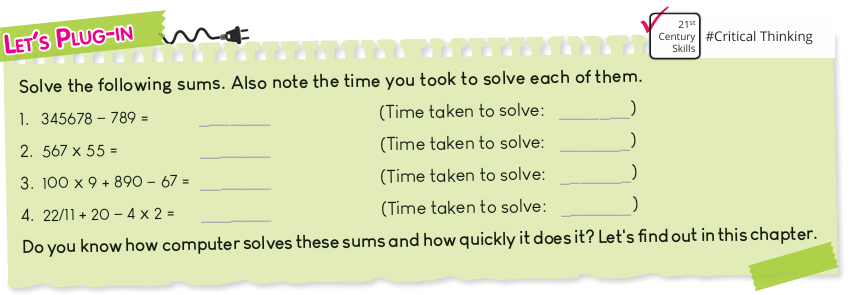 LET'S PLUG-IN
21st
Century
Skills
#Critical Thinking
Solve the following sums. Also note the time you took to solve each of them.
1. 345678 – 789 = ________ (Time taken to solve: ________)
2. 567 x 55 = ________ (Time taken to solve: ________)
3. 100 x 9 + 890 – 67 = ________ (Time taken to solve: ________)
4. 22/11 + 20 – 4 x 2 = ________ (Time taken to solve: ________)
Do you know how computer solves these sums and how quickly it does it? Let's find out in this chapter.